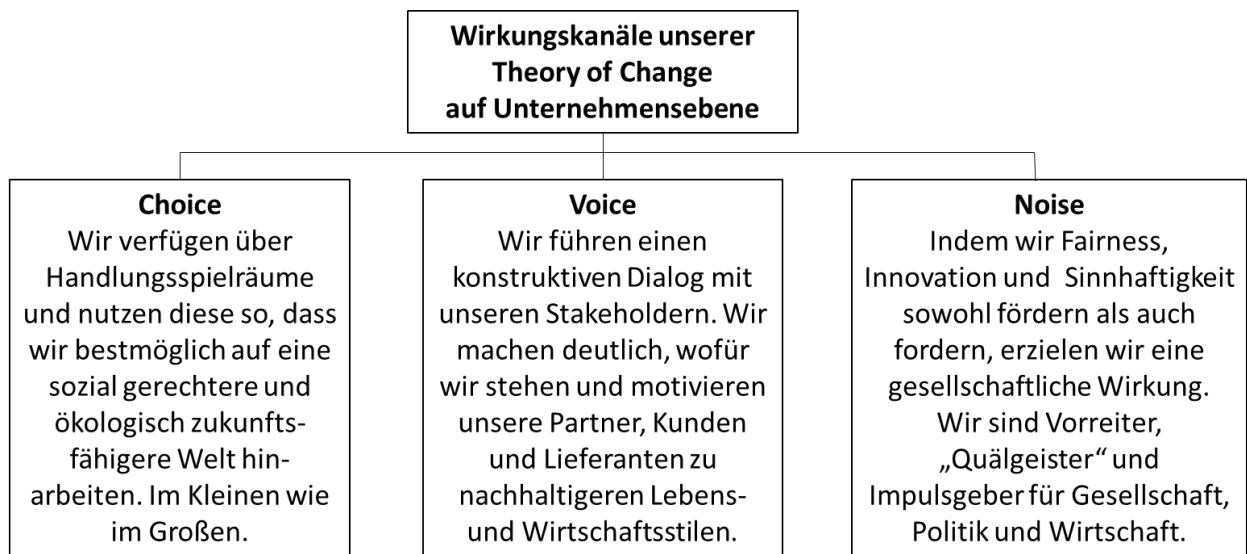 Wirkungskanäle unserer
Theory of Change
auf Unternehmensebene
Choice
Wir verfügen über
Handlungsspielräume
und nutzen diese so, dass
wir bestmöglich auf eine
sozial gerechtere und
ökologisch zukunfts-
fähigere Welt hin-
arbeiten. Im Kleinen wie
im Großen.
Voice
Wir führen einen
konstruktiven Dialog mit
unseren Stakeholdern. Wir
machen deutlich, wofür
wir stehen und motivieren
unsere Partner, Kunden
und Lieferanten zu
nachhaltigeren Lebens-
und Wirtschaftsstilen.
Noise
Indem wir Fairness,
Innovation und  Sinnhaftigkeit
sowohl fördern als auch
fordern, erzielen wir eine
gesellschaftliche Wirkung.
Wir sind Vorreiter,
„Quälgeister“ und
Impulsgeber für Gesellschaft,
Politik und Wirtschaft.